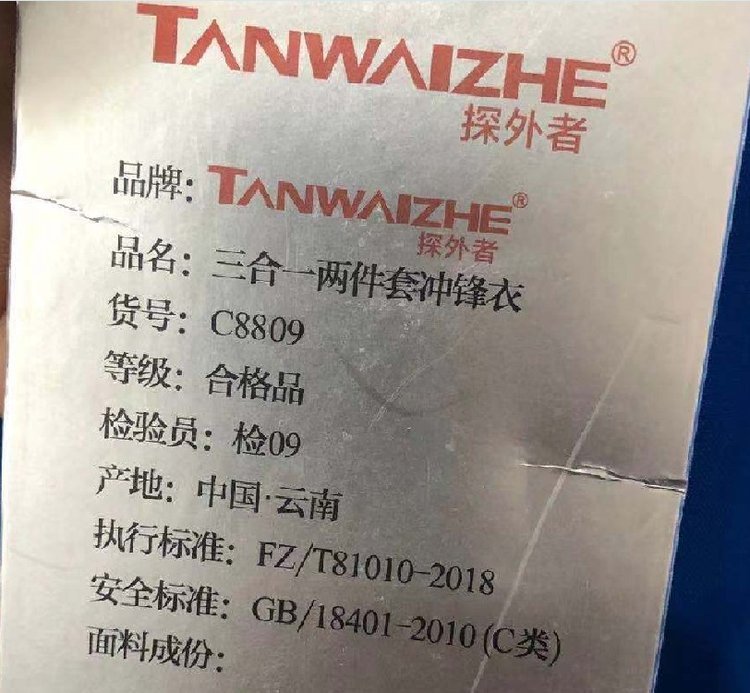 TANWAIZHE®
探外者
品牌：TANWAIZHE®
探外者
品名：三合一两件套冲锋衣
货号：C8809
等级：合格品
检验员：检09
产地：中国·云南
执行标准：FZ/T81010-2018
安全标准：GB/18401-2010(C类)
面料成份：